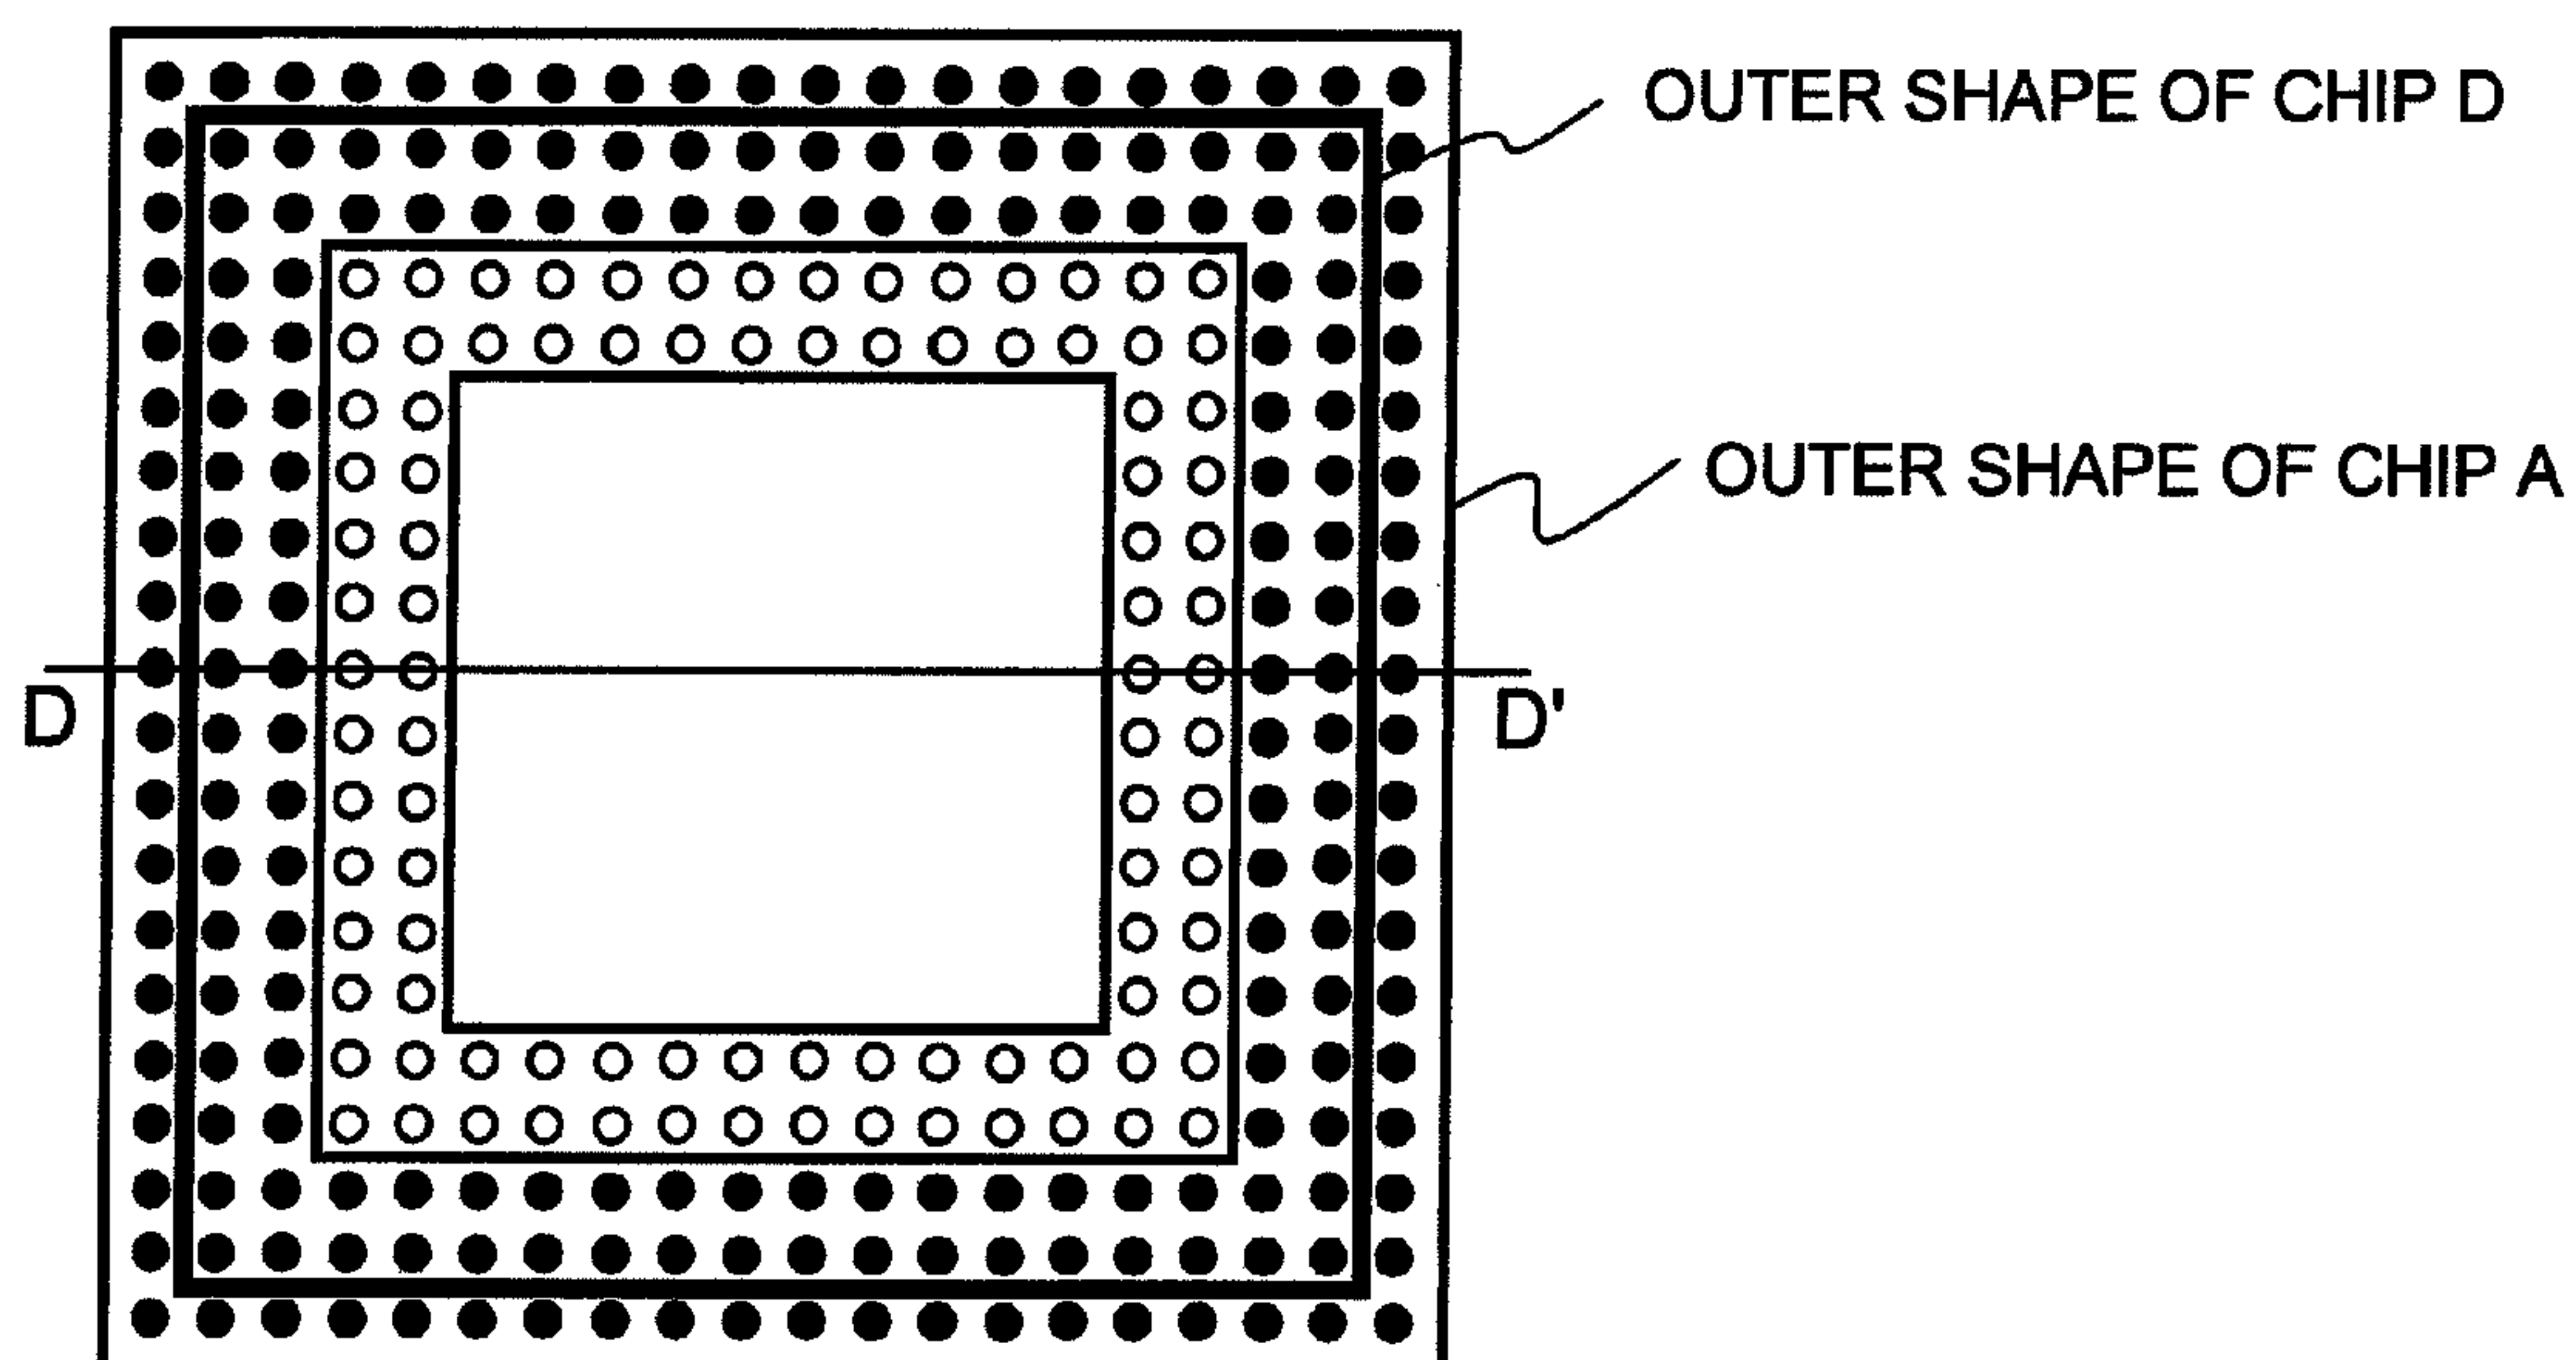 OUTER SHAPE OF CHIP D
OUTER SHAPE OF CHIP A
D
D'